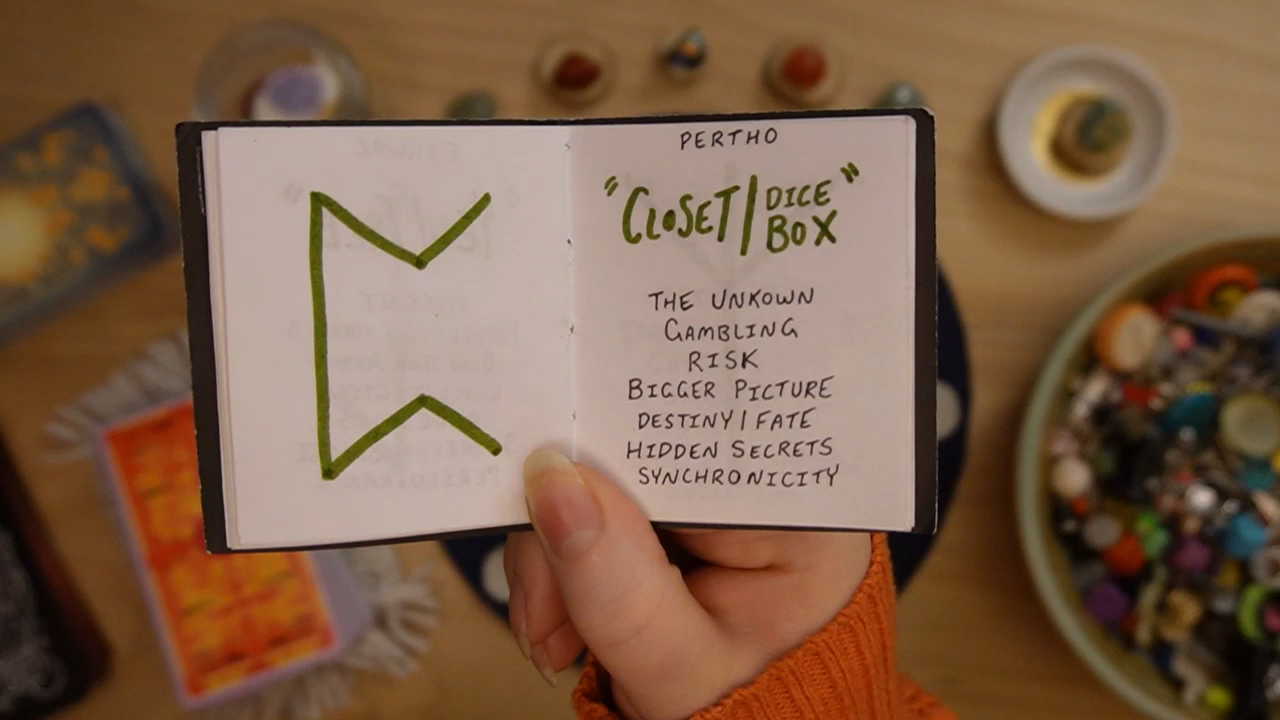 PERTHO
"CLOSET/DICE BOX"
THE UNKOWN
GAMBLING
RISK
BIGGER PICTURE
DESTINY/FATE
HIDDEN SECRETS
SYNCHRONICITY